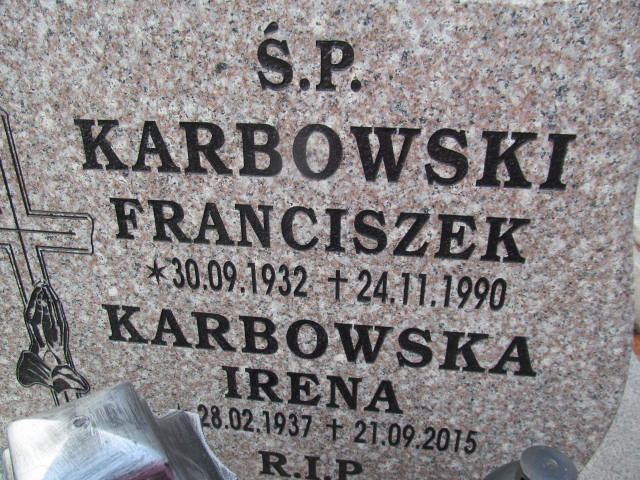 Ś.P.
KARBOWSKI
FRANCISZEK
*30.09.1932 †24.11.1990
KARBOWSKA
IRENA
*28.02.1937 †21.09.2015
R.I.P